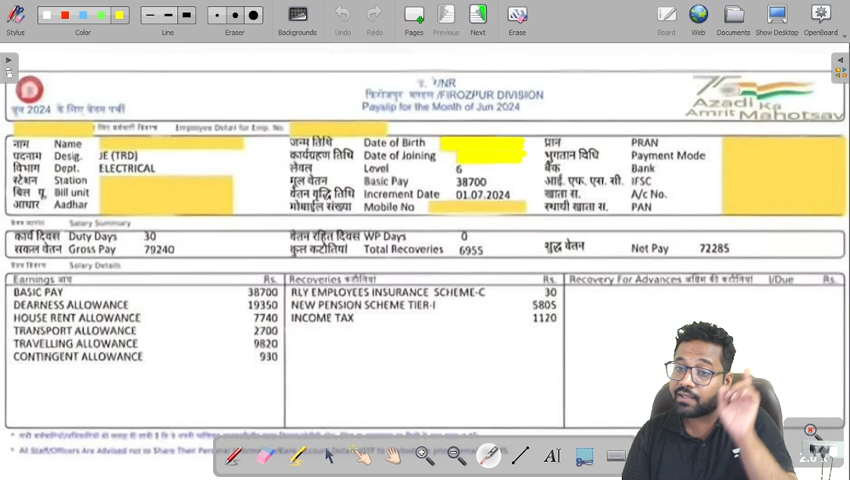 Stylus
Color
Line
Eraser
Backgrounds
Undo
Redo
Pages
Previous
Next
Erase
Board
Web
Documents
Show Desktop
OpenBoard
/NR
फिरोजपुर मण्डल /FIROZPUR DIVISION
Payslip for the Month of Jun 2024
जून 2024 के लिए वेतन पर्ची
75
Azadi Ka
Amrit Mahotsav
Employee Detail for Emp. No.
नाम Name
जन्म तिथि Date of Birth
प्रान PRAN
पदनाम Desig. JE (TRD)
कार्यग्रहण तिथि Date of Joining
भुगतान विधि Payment Mode
विभाग Dept. ELECTRICAL
लेवल Level 6
बैंक Bank
स्टेशन Station
मूल वेतन Basic Pay 38700
आई. एफ. एस. सी. IFSC
बिल यू. Bill unit
वेतन वृद्धि तिथि Increment Date 01.07.2024
खाता स. A/c No.
आधार Aadhar
मोबाईल संख्या Mobile No
स्थायी खाता स. PAN
Salary Summary
कार्य दिवस Duty Days 30
वेतन रहित दिवस WP Days 0
सकल वेतन Gross Pay 79240
कुल कटौतियां Total Recoveries 6955
शुद्ध वेतन Net Pay 72285
Salary Details
Earnings आय Rs.
Recoveries कटौतियां Rs.
Recovery For Advances अग्रिम की कटौतियां I/Due Rs.
BASIC PAY 38700
RLY EMPLOYEES INSURANCE SCHEME-C 30
DEARNESS ALLOWANCE 19350
NEW PENSION SCHEME TIER-I 5805
HOUSE RENT ALLOWANCE 7740
INCOME TAX 1120
TRANSPORT ALLOWANCE 2700
TRAVELLING ALLOWANCE 9820
CONTINGENT ALLOWANCE 930
* All Staff/Officers Are Advised not to Share Their
2.0 x